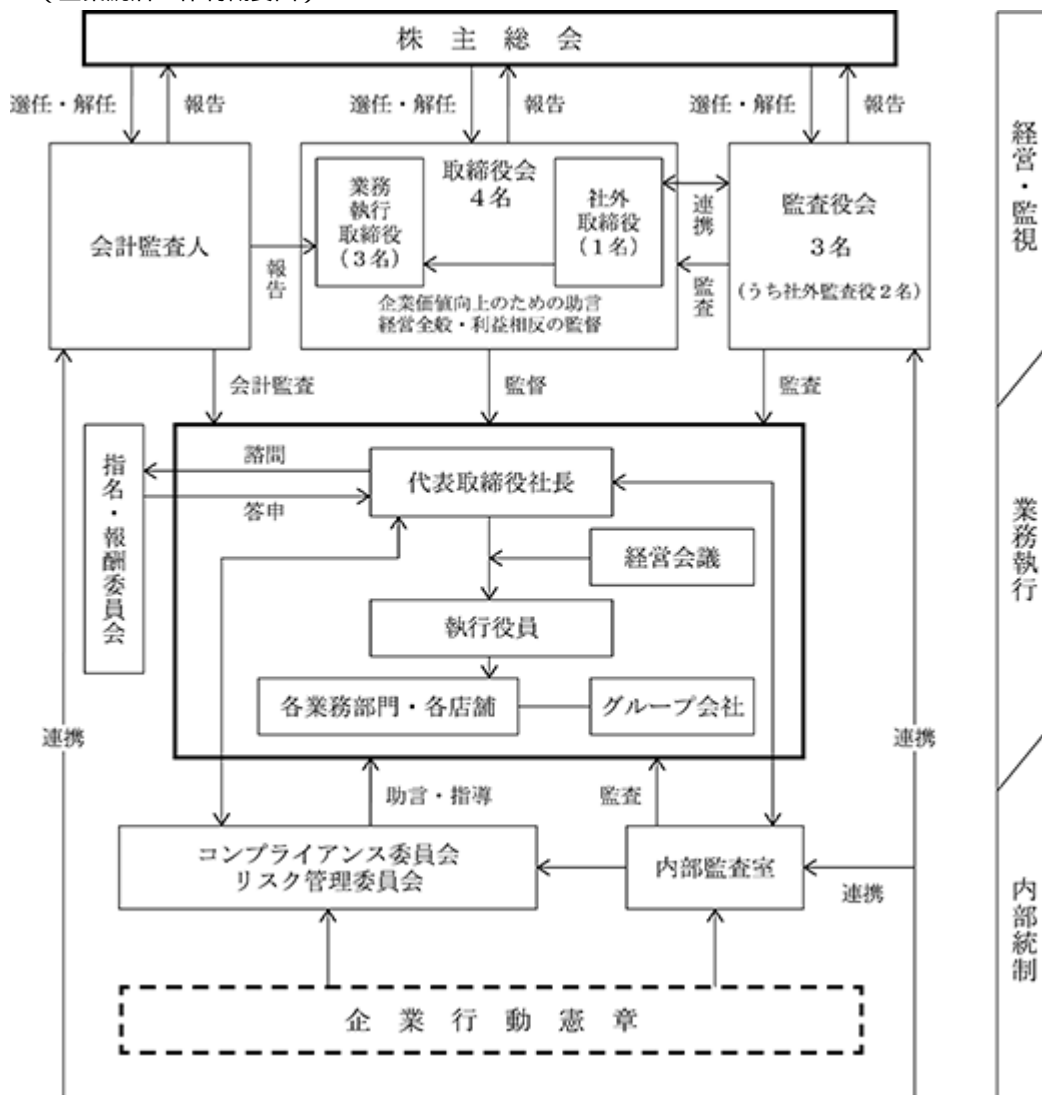 株主総会
選任・解任
報告
選任・解任
報告
選任・解任
報告
会計監査人
報告
取締役会
4名
業務
執行
取締役
(3名)
社外
取締役
(1名)
企業価値向上のための助言
経営全般・利益相反の監督
連携
監査
監査役会
3名
(うち社外監査役2名)
経営・監視
会計監査
監督
監査
指名・報酬委員会
諮問
答申
代表取締役社長
経営会議
執行役員
各業務部門・各店舗
グループ会社
業務執行
連携
連携
助言・指導
監査
コンプライアンス委員会
リスク管理委員会
内部監査室
連携
内部統制
企業行動憲章